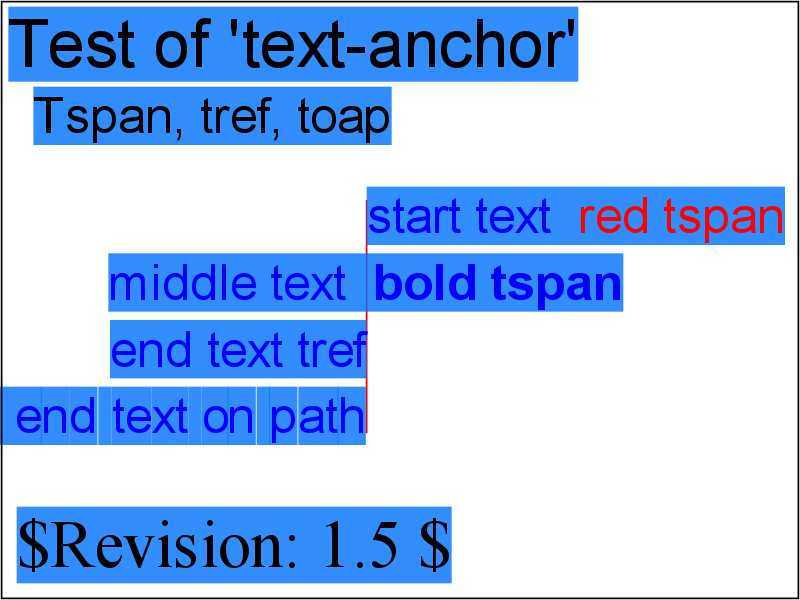 Test of 'text-anchor'
Tspan, tref, toap
start text red tspan
middle text bold tspan
end text tref
end text on path
$Revision: 1.5 $